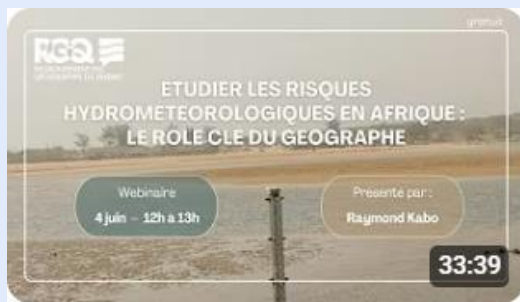 gratuit
RGQ
ETUDIER LES RISQUES
HYDROMETEOROLOGIQUES EN AFRIQUE :
LE ROLE CLE DU GEOGRAPHE
Webinaire
4 juin – 12h a 13h
Presente par :
Raymond Kabo
33:39